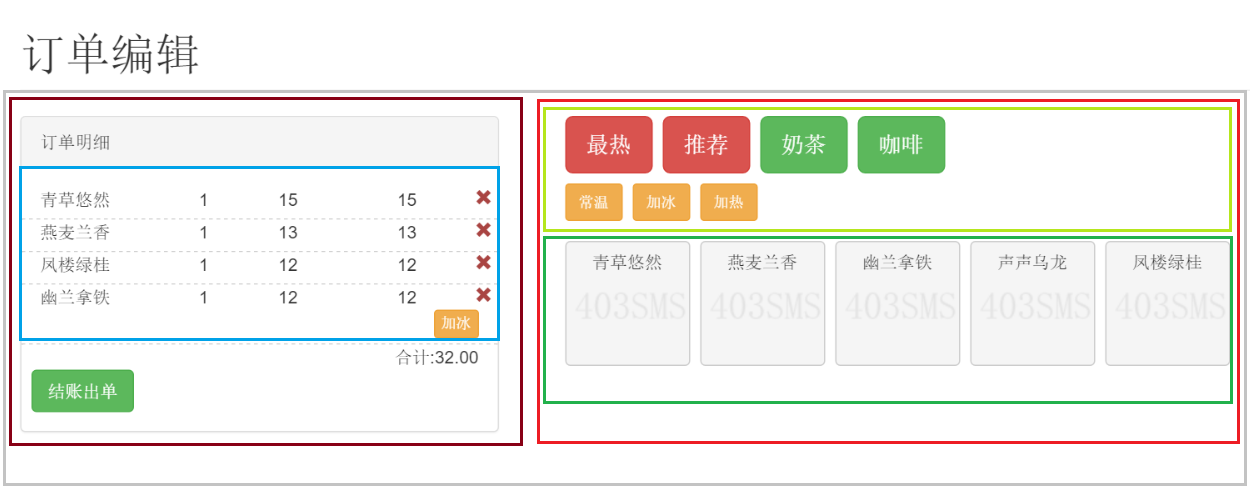 订单编辑
订单明细
青草悠然 1 15 15
燕麦兰香 1 13 13
凤楼绿桂 1 12 12
幽兰拿铁 1 12 12
加冰
合计:32.00
结账出单
最热 推荐 奶茶 咖啡
常温 加冰 加热
青草悠然 燕麦兰香 幽兰拿铁 声声乌龙 凤楼绿桂
403SMS 403SMS 403SMS 403SMS 403SMS